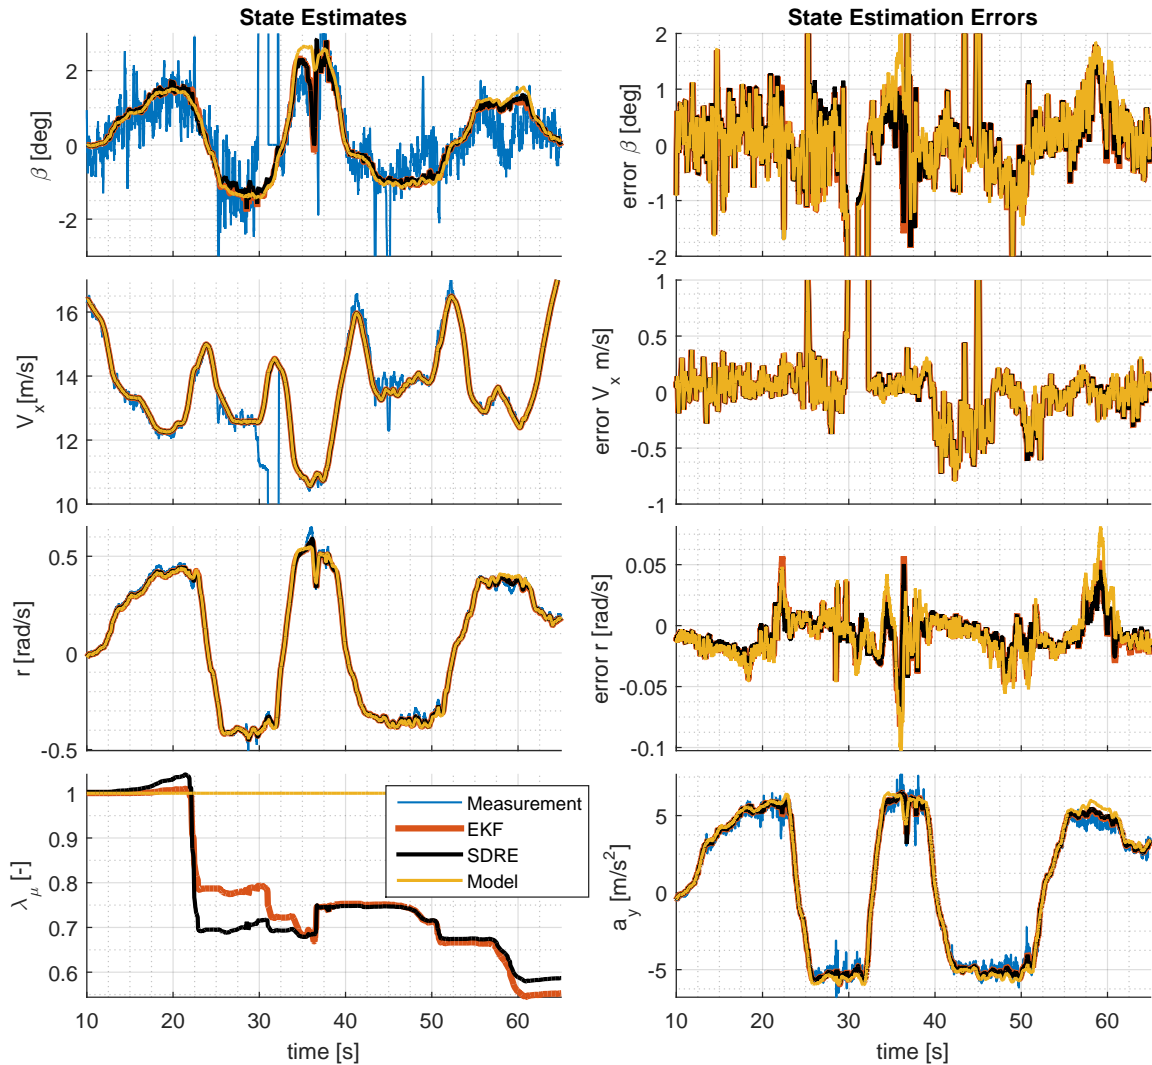 State Estimates
2
0
-2
β [deg]
16
14
12
10
V_x[m/s]
0.5
0
-0.5
r [rad/s]
1
0.9
0.8
0.7
0.6
λ_μ [-]
Measurement
EKF
SDRE
Model
10 20 30 40 50 60
time [s]
State Estimation Errors
2
1
0
-1
-2
error β [deg]
1
0.5
0
-0.5
-1
error V_x m/s]
0.05
0
-0.05
-0.1
error r [rad/s]
5
0
-5
a_y [m/s²]
10 20 30 40 50 60
time [s]